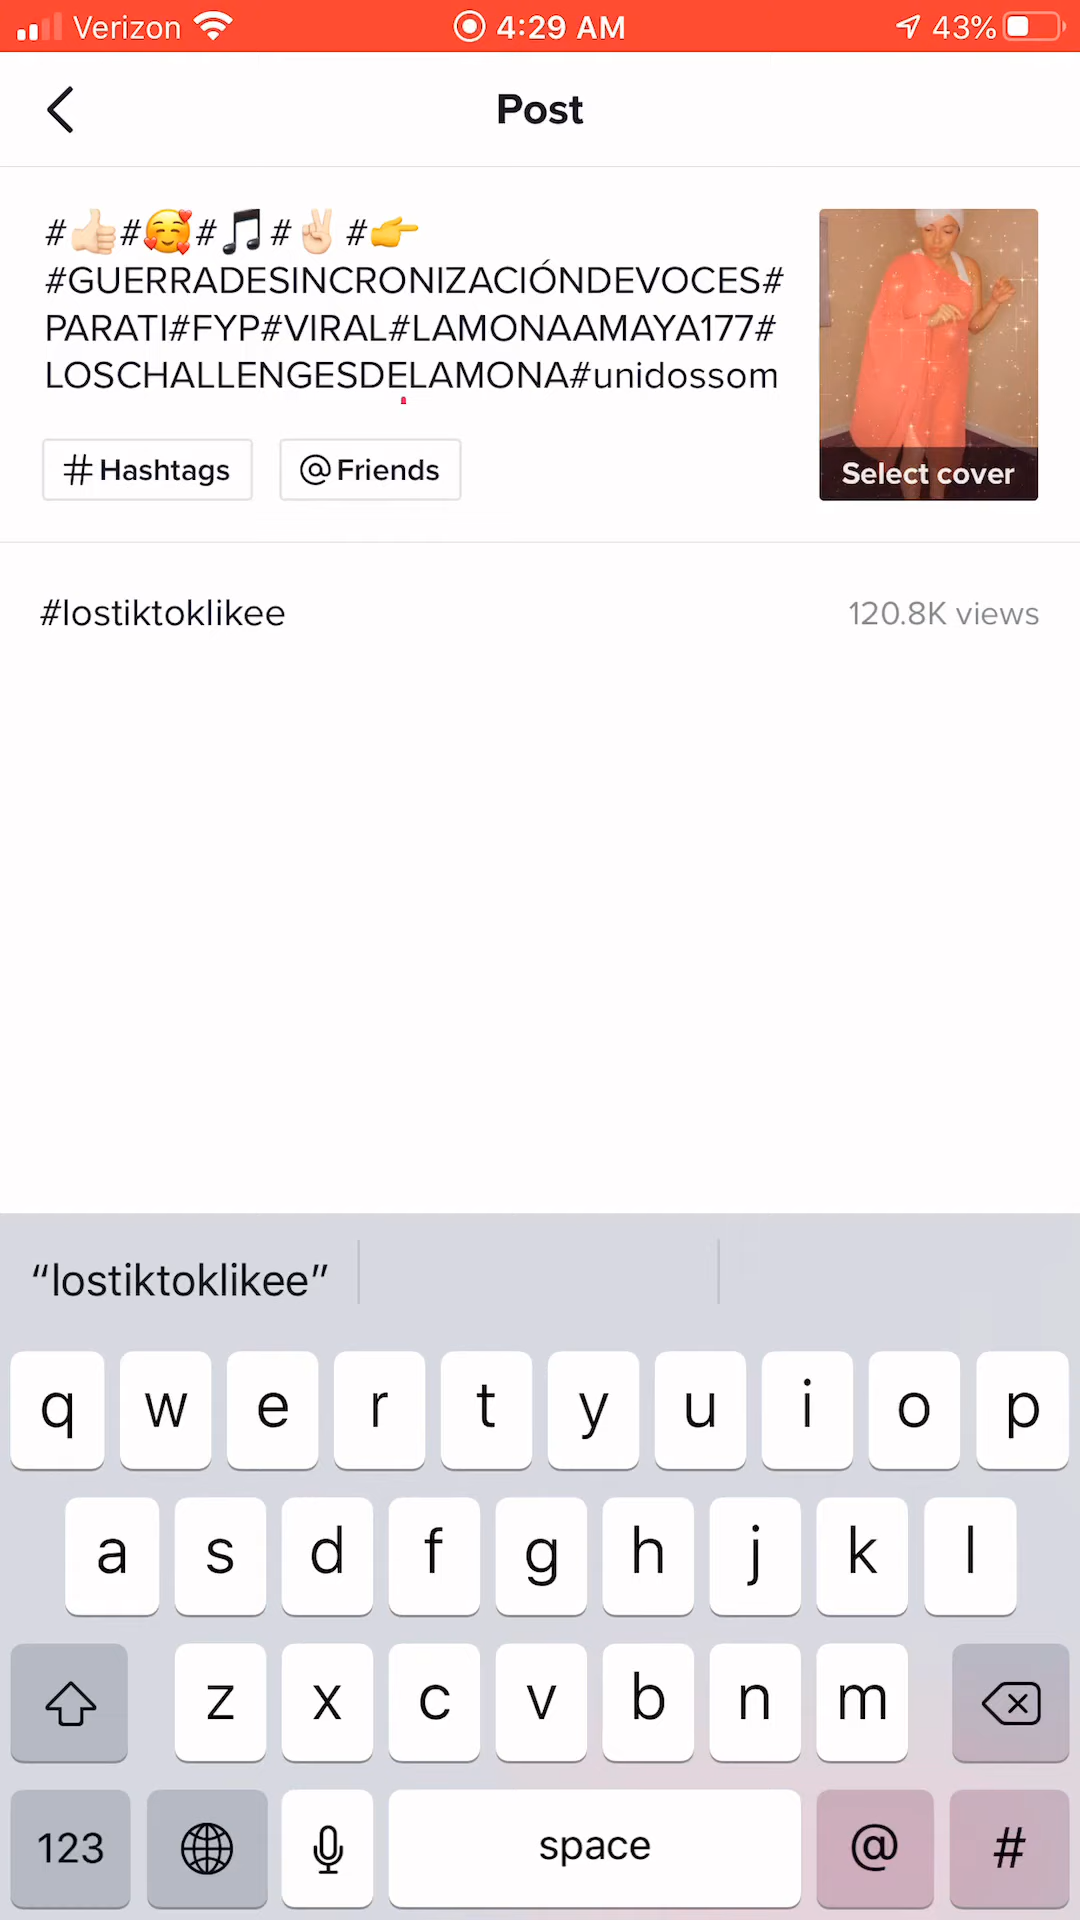 Verizon 4:29 AM 43%
Post
#👍🏻#🥰#🎵#✌🏻#👉
#GUERRADESINCRONIZACIÓNDEVOCES#
PARATI#FYP#VIRAL#LAMONAAMAYA177#
LOSCHALLENGESDELAMONA#unidossom
# Hashtags @ Friends
Select cover
#lostiktoklikee 120.8K views
“lostiktoklikee”
q w e r t y u i o p
a s d f g h j k l
z x c v b n m
123 space @ #